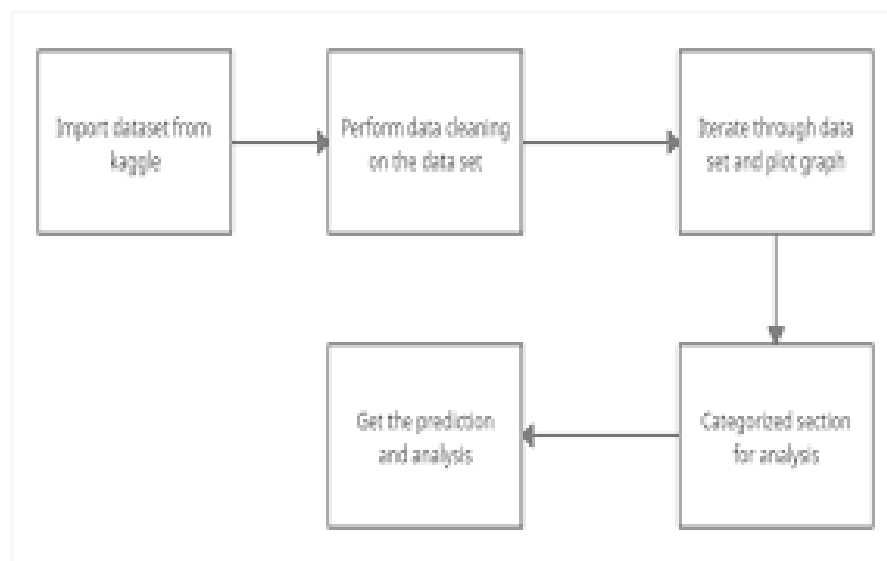 Import dataset from
kaggle
Perform data cleaning
on the data set
Iterate through data
set and plot graph
Categorized section
for analysis
Get the prediction
and analysis